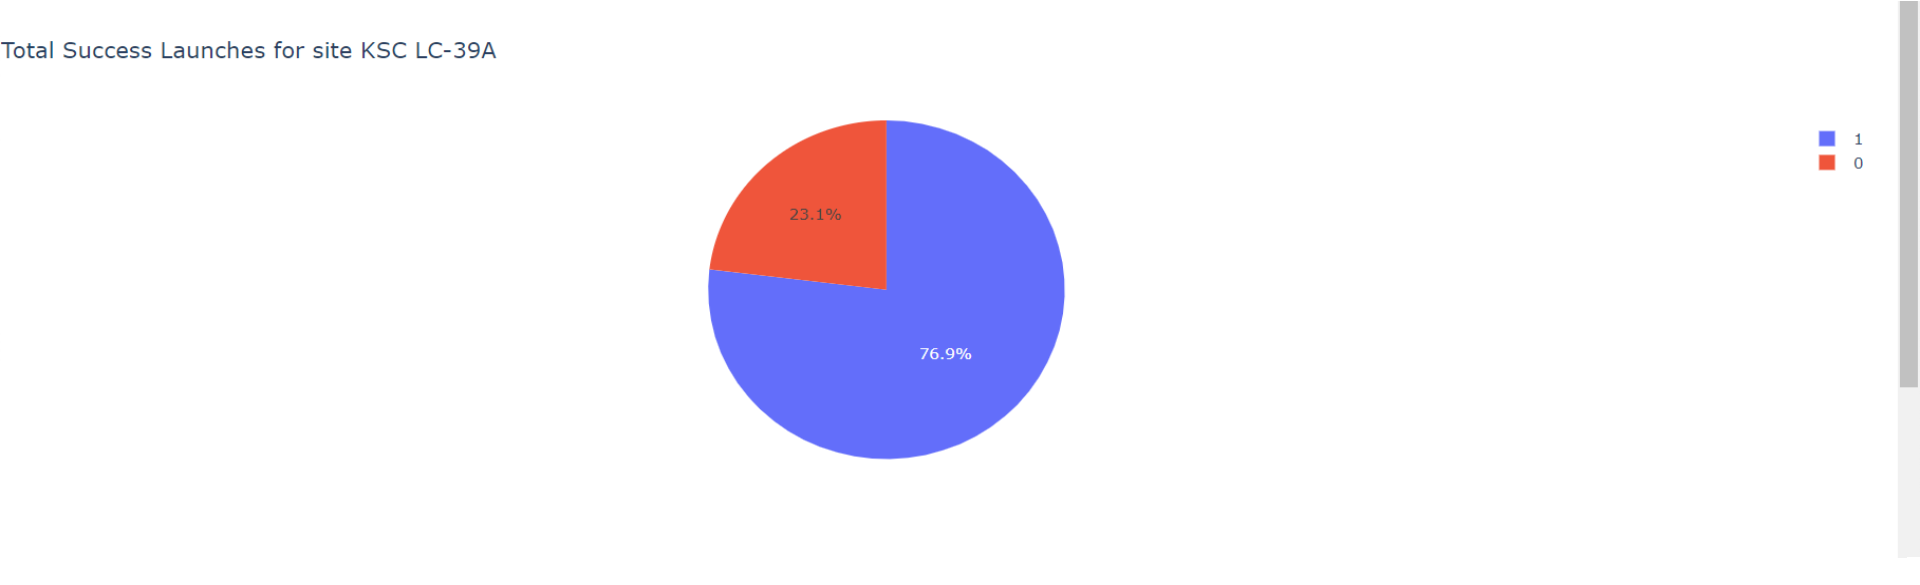 Total Success Launches for site KSC LC-39A
1
0
23.1%
76.9%